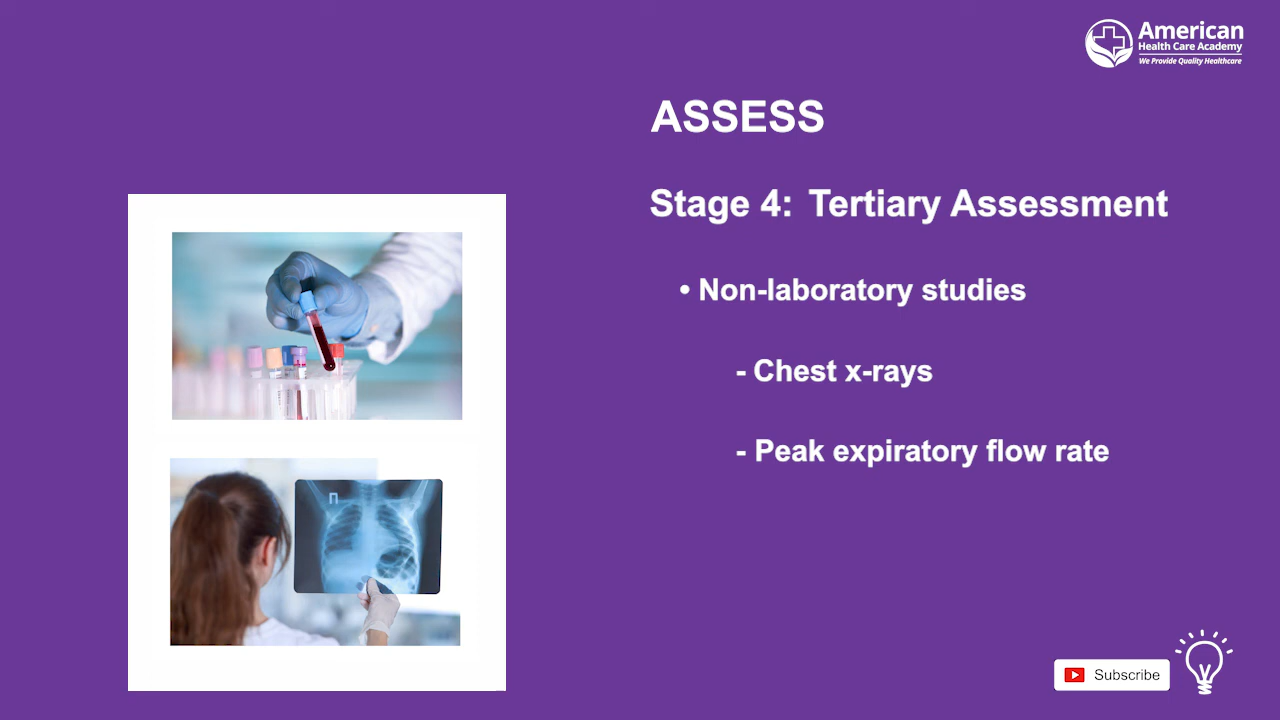 American
Health Care Academy
We Provide Quality Healthcare
ASSESS
Stage 4: Tertiary Assessment
• Non-laboratory studies
- Chest x-rays
- Peak expiratory flow rate
П
Subscribe